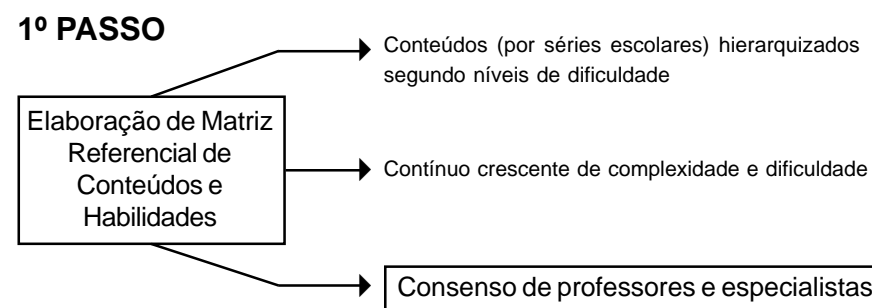 1º PASSO
Conteúdos (por séries escolares) hierarquizados
segundo níveis de dificuldade
Elaboração de Matriz
Referencial de
Conteúdos e
Habilidades
Contínuo crescente de complexidade e dificuldade
Consenso de professores e especialistas